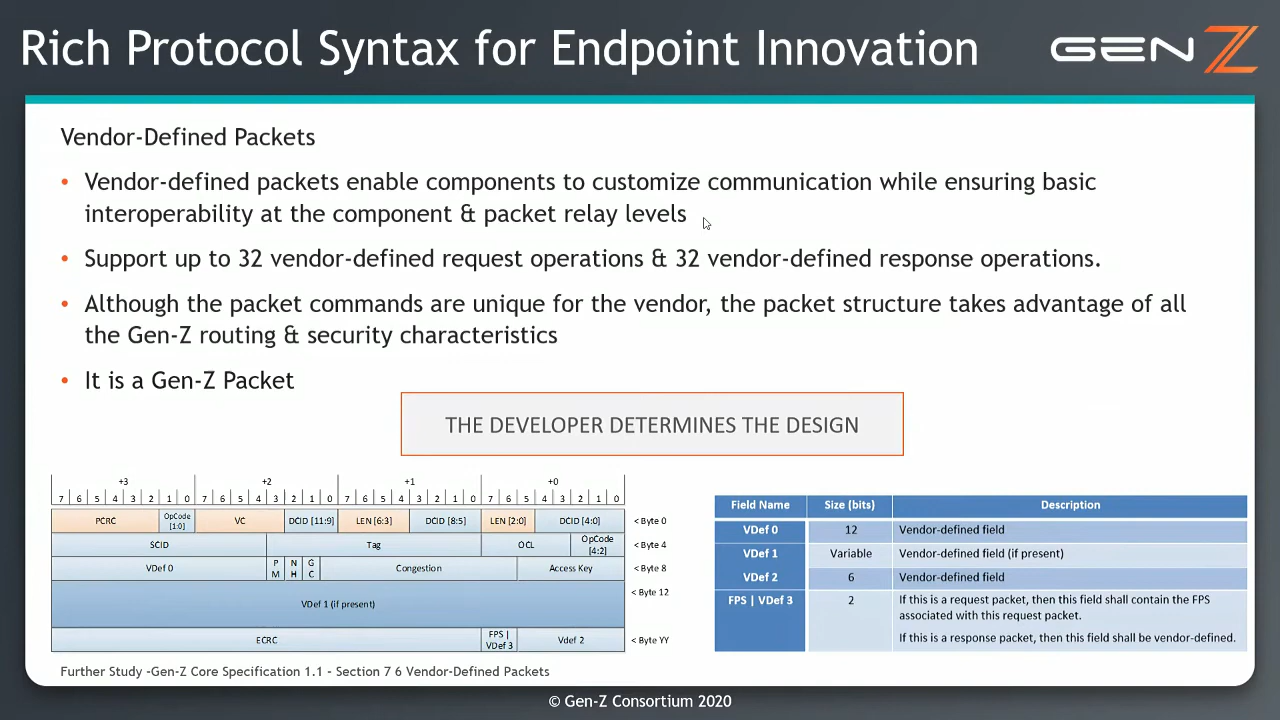 Rich Protocol Syntax for Endpoint Innovation
GEN Z
Vendor-Defined Packets
• Vendor-defined packets enable components to customize communication while ensuring basic
interoperability at the component & packet relay levels
• Support up to 32 vendor-defined request operations & 32 vendor-defined response operations.
• Although the packet commands are unique for the vendor, the packet structure takes advantage of all
the Gen-Z routing & security characteristics
• It is a Gen-Z Packet
THE DEVELOPER DETERMINES THE DESIGN
+3 +2 +1 +0
7 6 5 4 3 2 1 0 7 6 5 4 3 2 1 0 7 6 5 4 3 2 1 0 7 6 5 4 3 2 1 0
PCRC OpCode [1:0] VC DCID [11:9] LEN [6:3] DCID [8:5] LEN [2:0] DCID [4:0] < Byte 0
SCID Tag OCL OpCode [4:2] < Byte 4
VDef 0 PM NH GC Congestion Access Key < Byte 8
VDef 1 (if present) < Byte 12
ECRC FPS | VDef 3 Vdef 2 < Byte YY
Field Name Size (bits) Description
VDef 0 12 Vendor-defined field
VDef 1 Variable Vendor-defined field (if present)
VDef 2 6 Vendor-defined field
FPS | VDef 3 2 If this is a request packet, then this field shall contain the FPS
associated with this request packet.
If this is a response packet, then this field shall be vendor-defined.
Further Study -Gen-Z Core Specification 1.1 - Section 7 6 Vendor-Defined Packets
© Gen-Z Consortium 2020